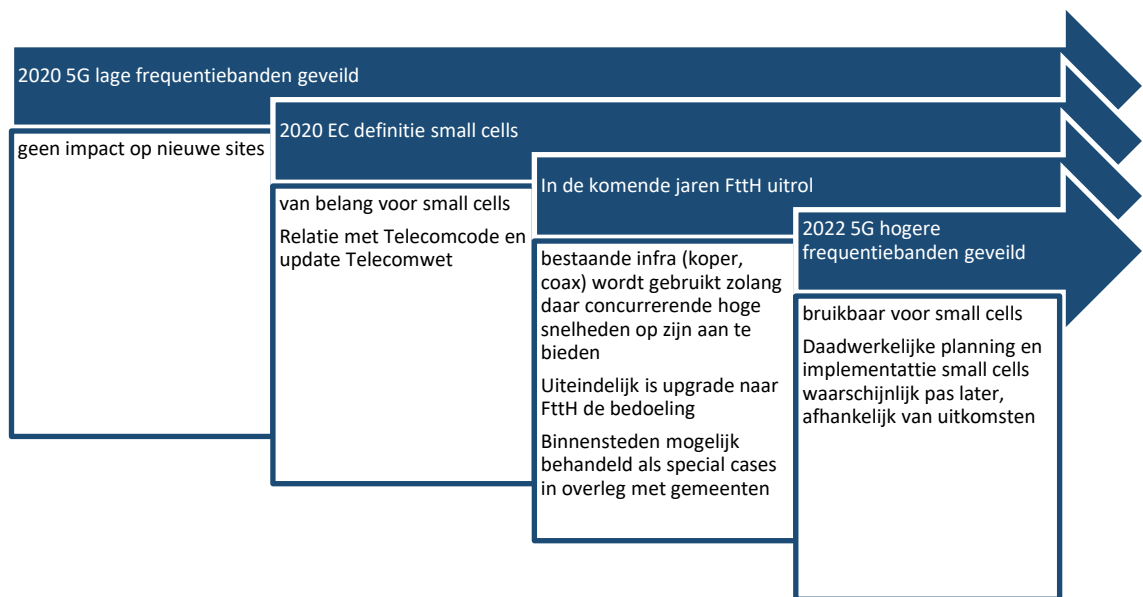 2020 5G lage frequentiebanden geveild
geen impact op nieuwe sites
2020 EC definitie small cells
van belang voor small cells
Relatie met Telecomcode en
update Telecomwet
In de komende jaren FttH uitrol
bestaande infra (koper,
coax) wordt gebruikt zolang
daar concurrerende hoge
snelheden op zijn aan te
bieden
Uiteindelijk is upgrade naar
FttH de bedoeling
Binnensteden mogelijk
behandeld als special cases
in overleg met gemeenten
2022 5G hogere
frequentiebanden geveild
bruikbaar voor small cells
Daadwerkelijke planning en
implementattie small cells
waarschijnlijk pas later,
afhankelijk van uitkomsten